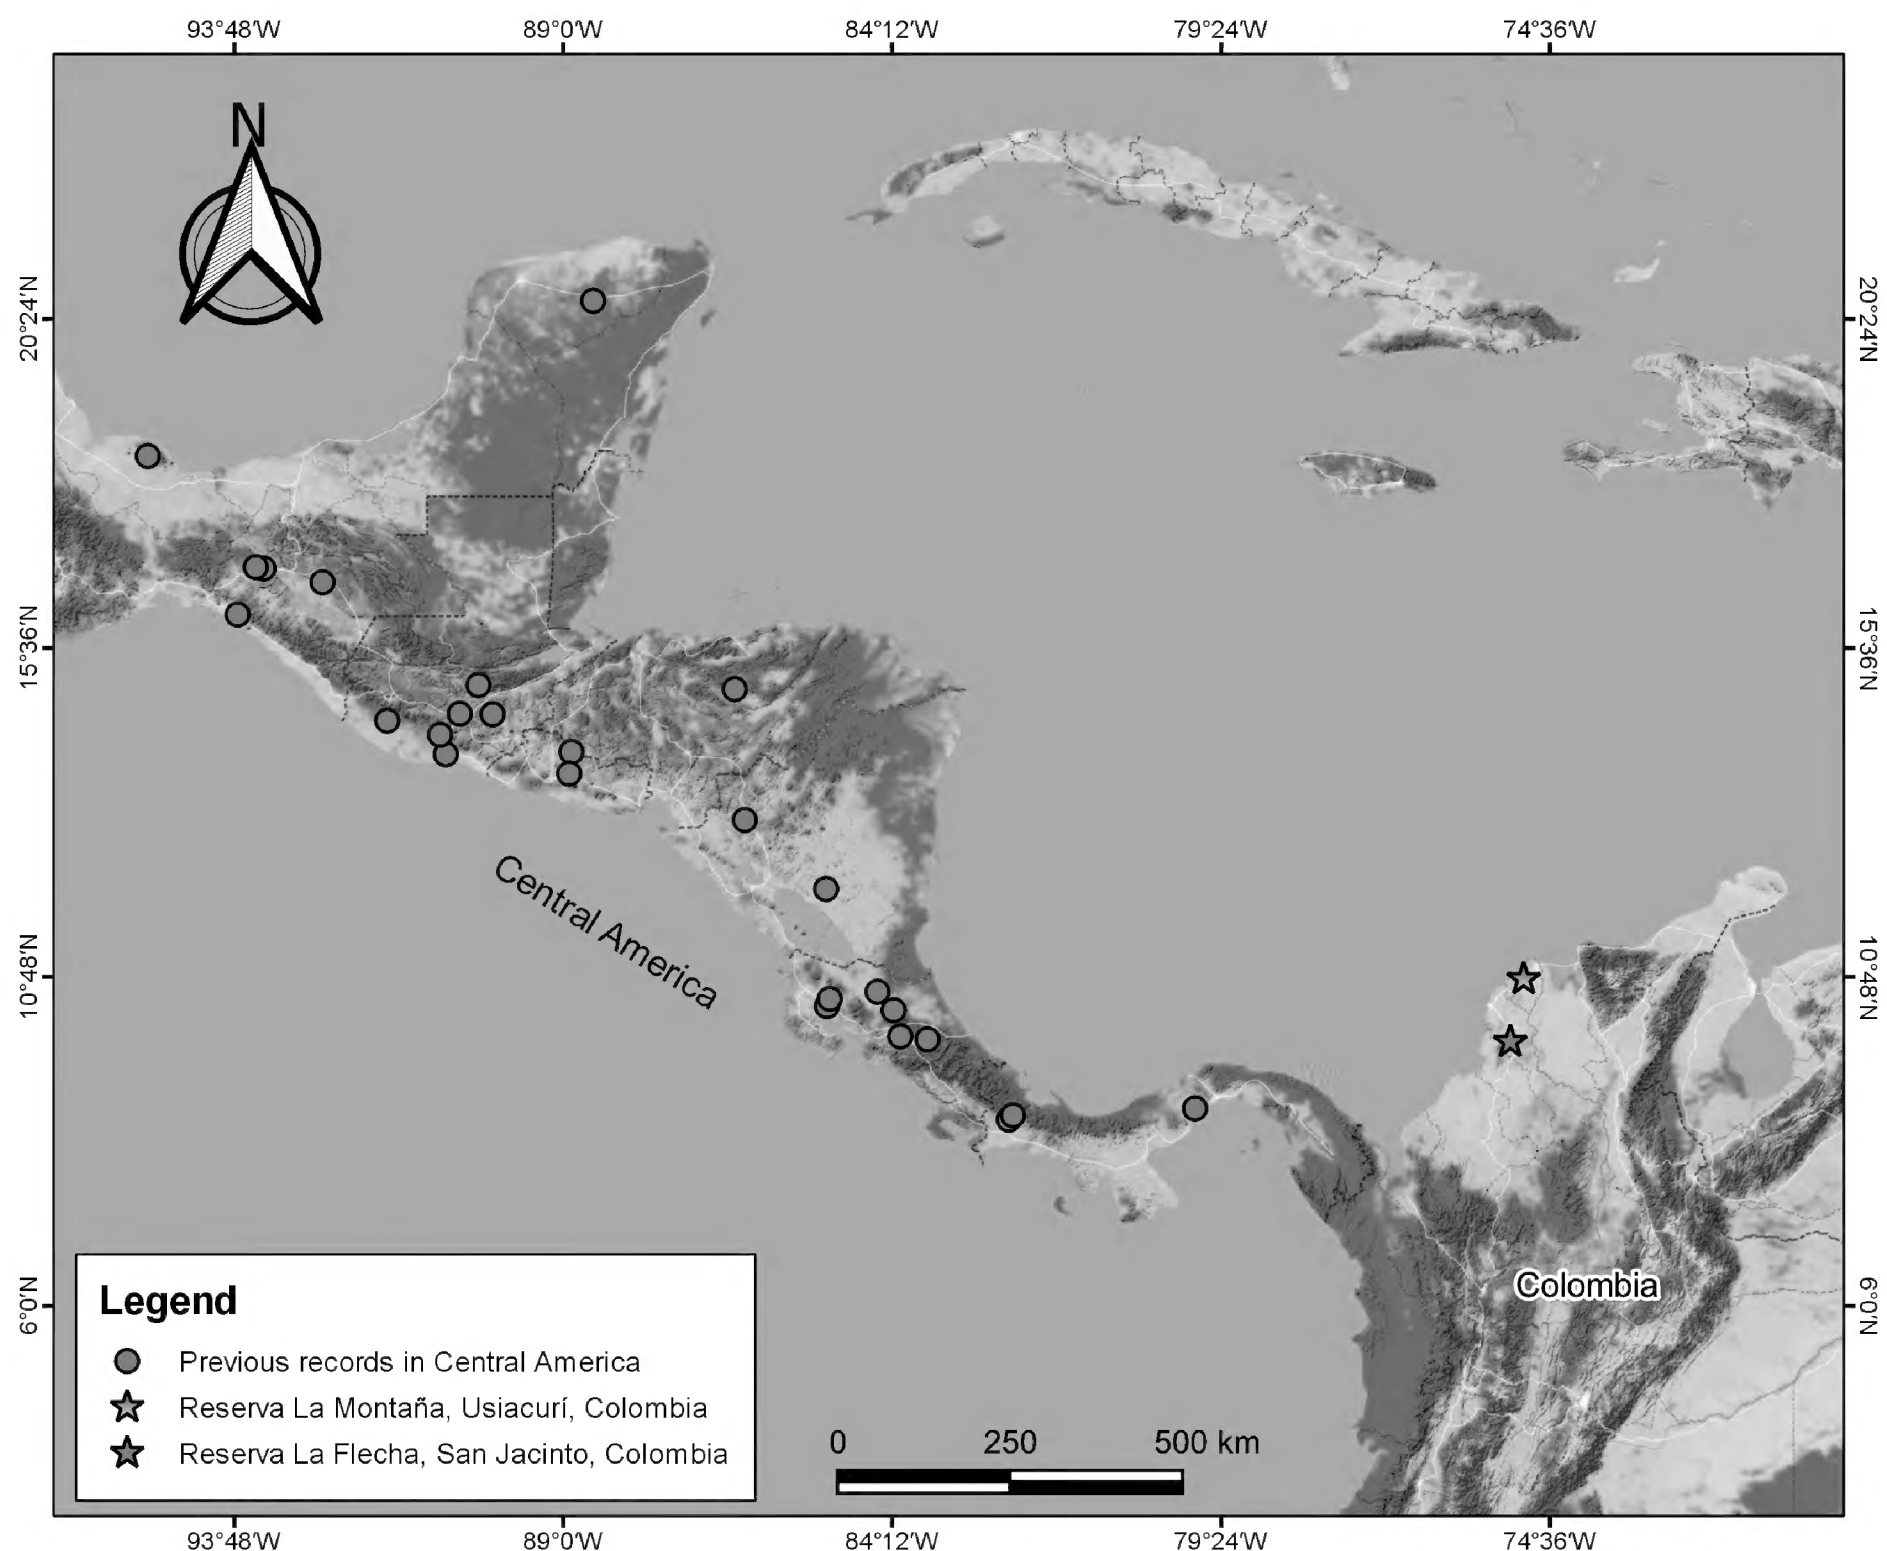 93°48'W 89°0'W 84°12'W 79°24'W 74°36'W
N
20°24'N 20°24'N
15°36'N 15°36'N
Central America
10°48'N 10°48'N
Colombia
6°0'N 6°0'N
Legend
Previous records in Central America
Reserva La Montaña, Usiacurí, Colombia
Reserva La Flecha, San Jacinto, Colombia
0 250 500 km
93°48'W 89°0'W 84°12'W 79°24'W 74°36'W